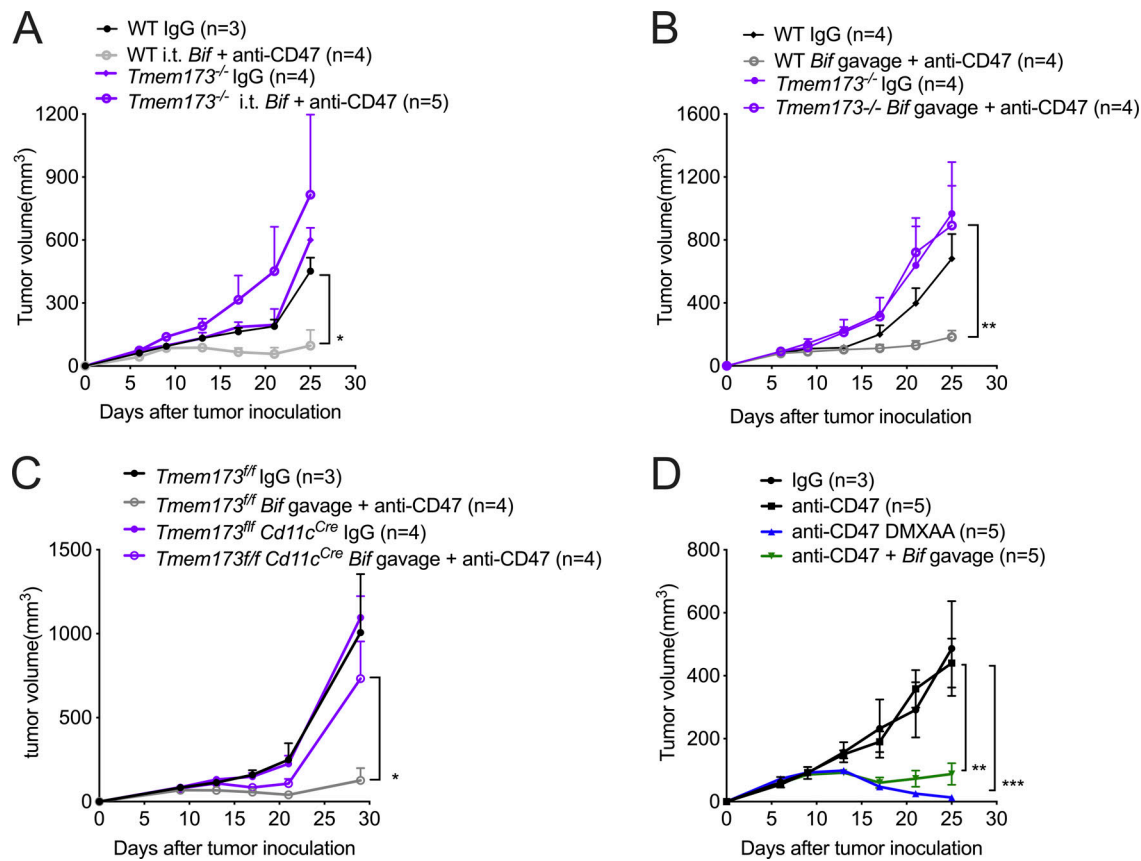 A
WT IgG (n=3)
WT i.t. Bif + anti-CD47 (n=4)
Tmem173-/- IgG (n=4)
Tmem173-/- i.t. Bif + anti-CD47 (n=5)
1200
900
600
300
0
Tumor volume(mm3)
*
0 5 10 15 20 25 30
Days after tumor inoculation
B
WT IgG (n=4)
WT Bif gavage + anti-CD47 (n=4)
Tmem173-/- IgG (n=4)
Tmem173-/- Bif gavage + anti-CD47 (n=4)
1600
1200
800
400
0
Tumor volume(mm3)
**
0 5 10 15 20 25 30
Days after tumor inoculation
C
Tmem173f/f IgG (n=3)
Tmem173f/f Bif gavage + anti-CD47 (n=4)
Tmem173f/f Cd11cCre IgG (n=4)
Tmem173f/f Cd11cCre Bif gavage + anti-CD47 (n=4)
1500
1000
500
0
tumor volume(mm3)
*
0 5 10 15 20 25 30
Days after tumor inoculation
D
IgG (n=3)
anti-CD47 (n=5)
anti-CD47 DMXAA (n=5)
anti-CD47 + Bif gavage (n=5)
800
600
400
200
0
Tumor volume(mm3)
**
***
0 5 10 15 20 25 30
Days after tumor inoculation